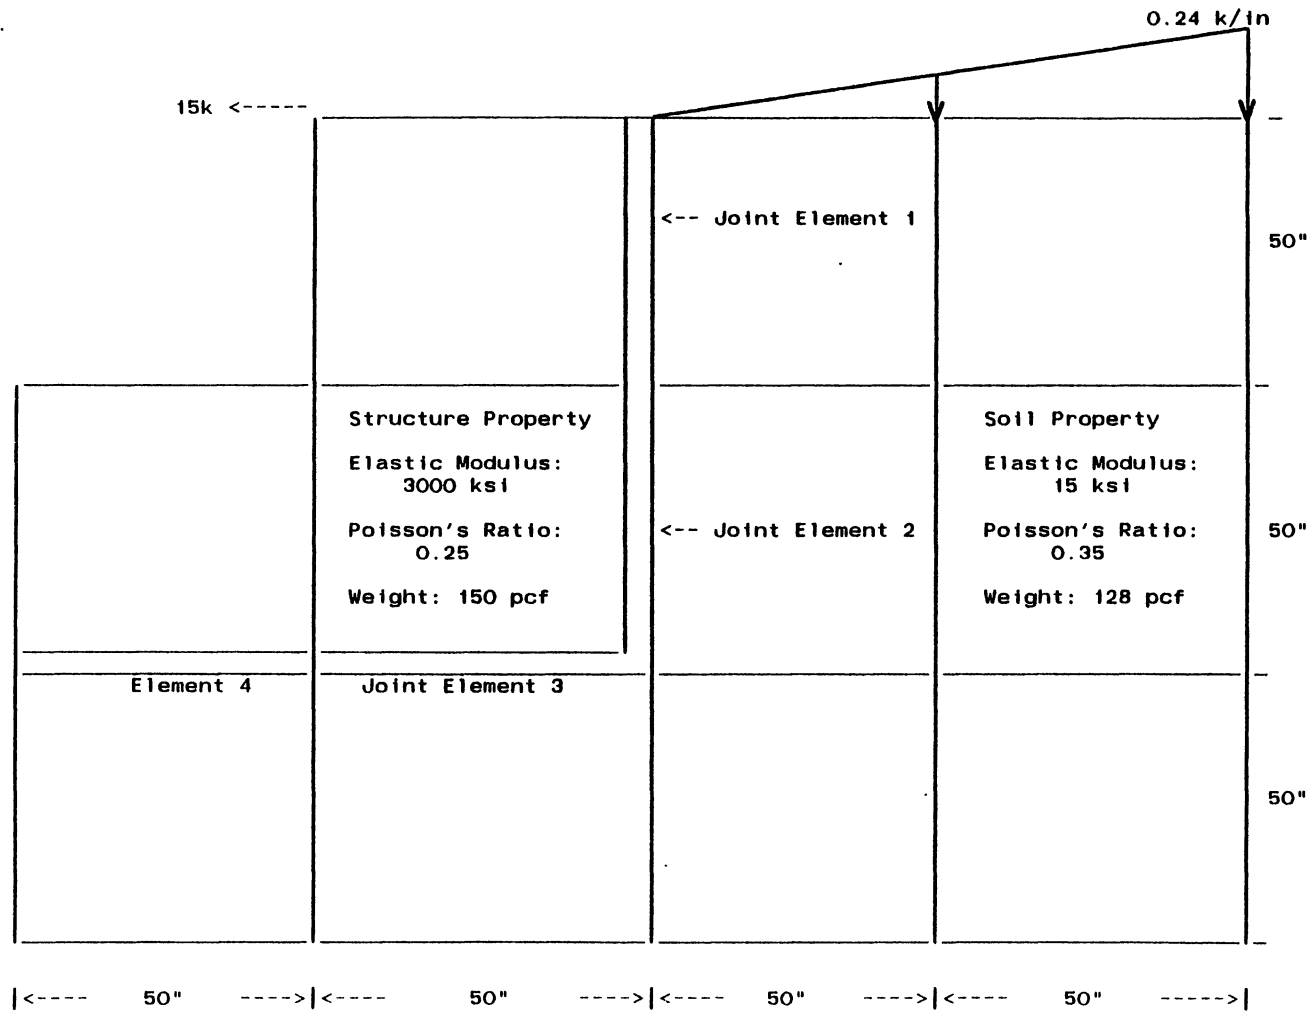 0.24 k/in
15k <-----
<-- Joint Element 1
50"
Structure Property
Elastic Modulus:
3000 ksi
Poisson's Ratio:
0.25
Weight: 150 pcf
<-- Joint Element 2
Soil Property
Elastic Modulus:
15 ksi
Poisson's Ratio:
0.35
Weight: 128 pcf
50"
Element 4
Joint Element 3
50"
|<---- 50" ---->|<---- 50" ---->|<---- 50" ---->|<---- 50" ----->|